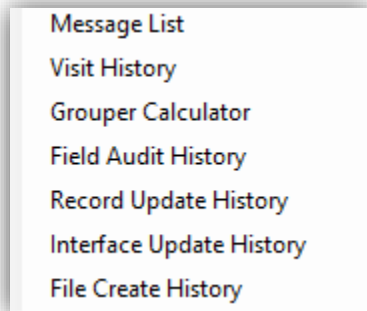 Message List
Visit History
Grouper Calculator
Field Audit History
Record Update History
Interface Update History
File Create History